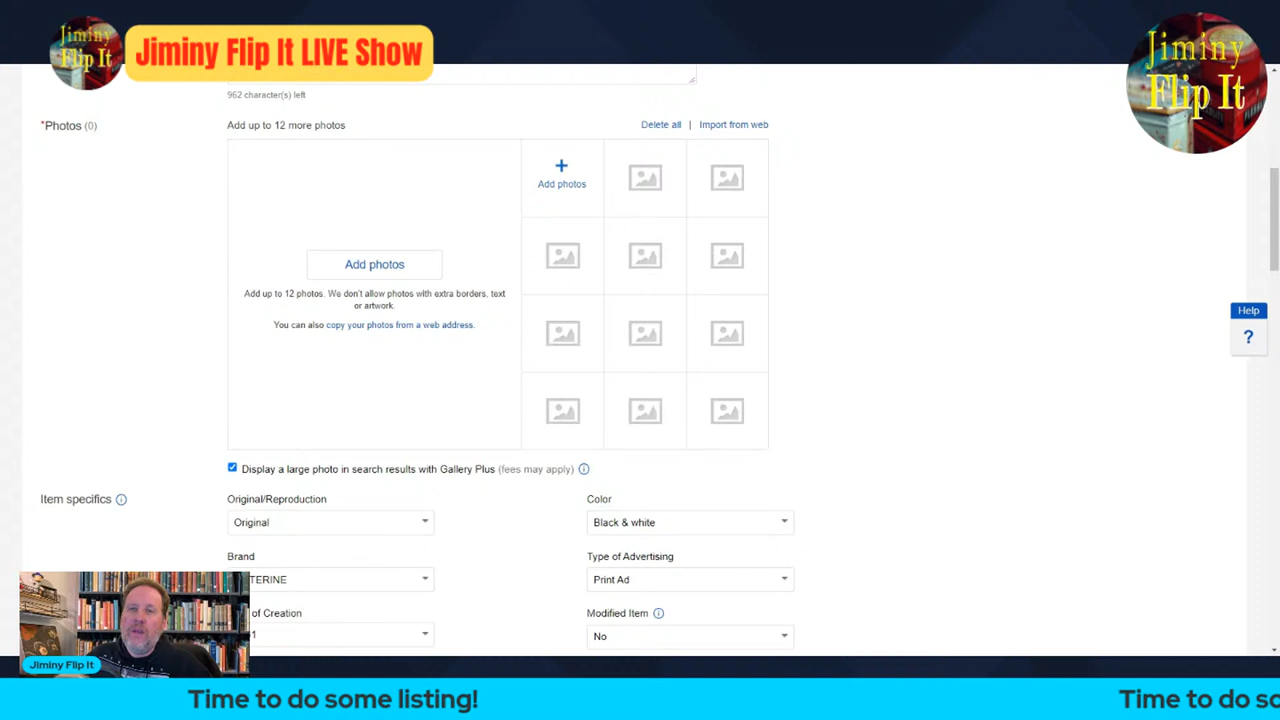 Jiminy
Flip It
Jiminy Flip It LIVE Show
Jiminy
Flip It
962 character(s) left
*Photos (0)
Add up to 12 more photos
Delete all | Import from web
+
Add photos
Add photos
Add up to 12 photos. We don't allow photos with extra borders, text
or artwork.
You can also copy your photos from a web address.
Help
?
Display a large photo in search results with Gallery Plus (fees may apply)
Item specifics
Original/Reproduction
Color
Original
Black & white
Brand
Type of Advertising
TERINE
Print Ad
of Creation
Modified Item
1
No
Jiminy Flip It
Time to do some listing!
Time to do so